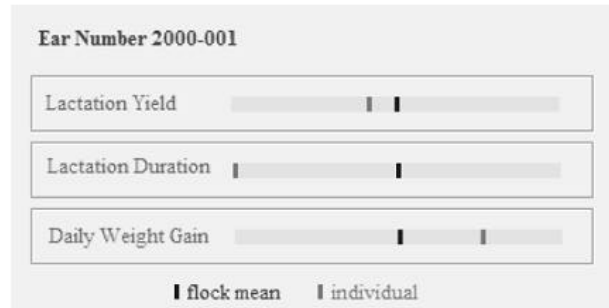 Ear Number 2000-001
Lactation Yield
Lactation Duration
Daily Weight Gain
flock mean individual